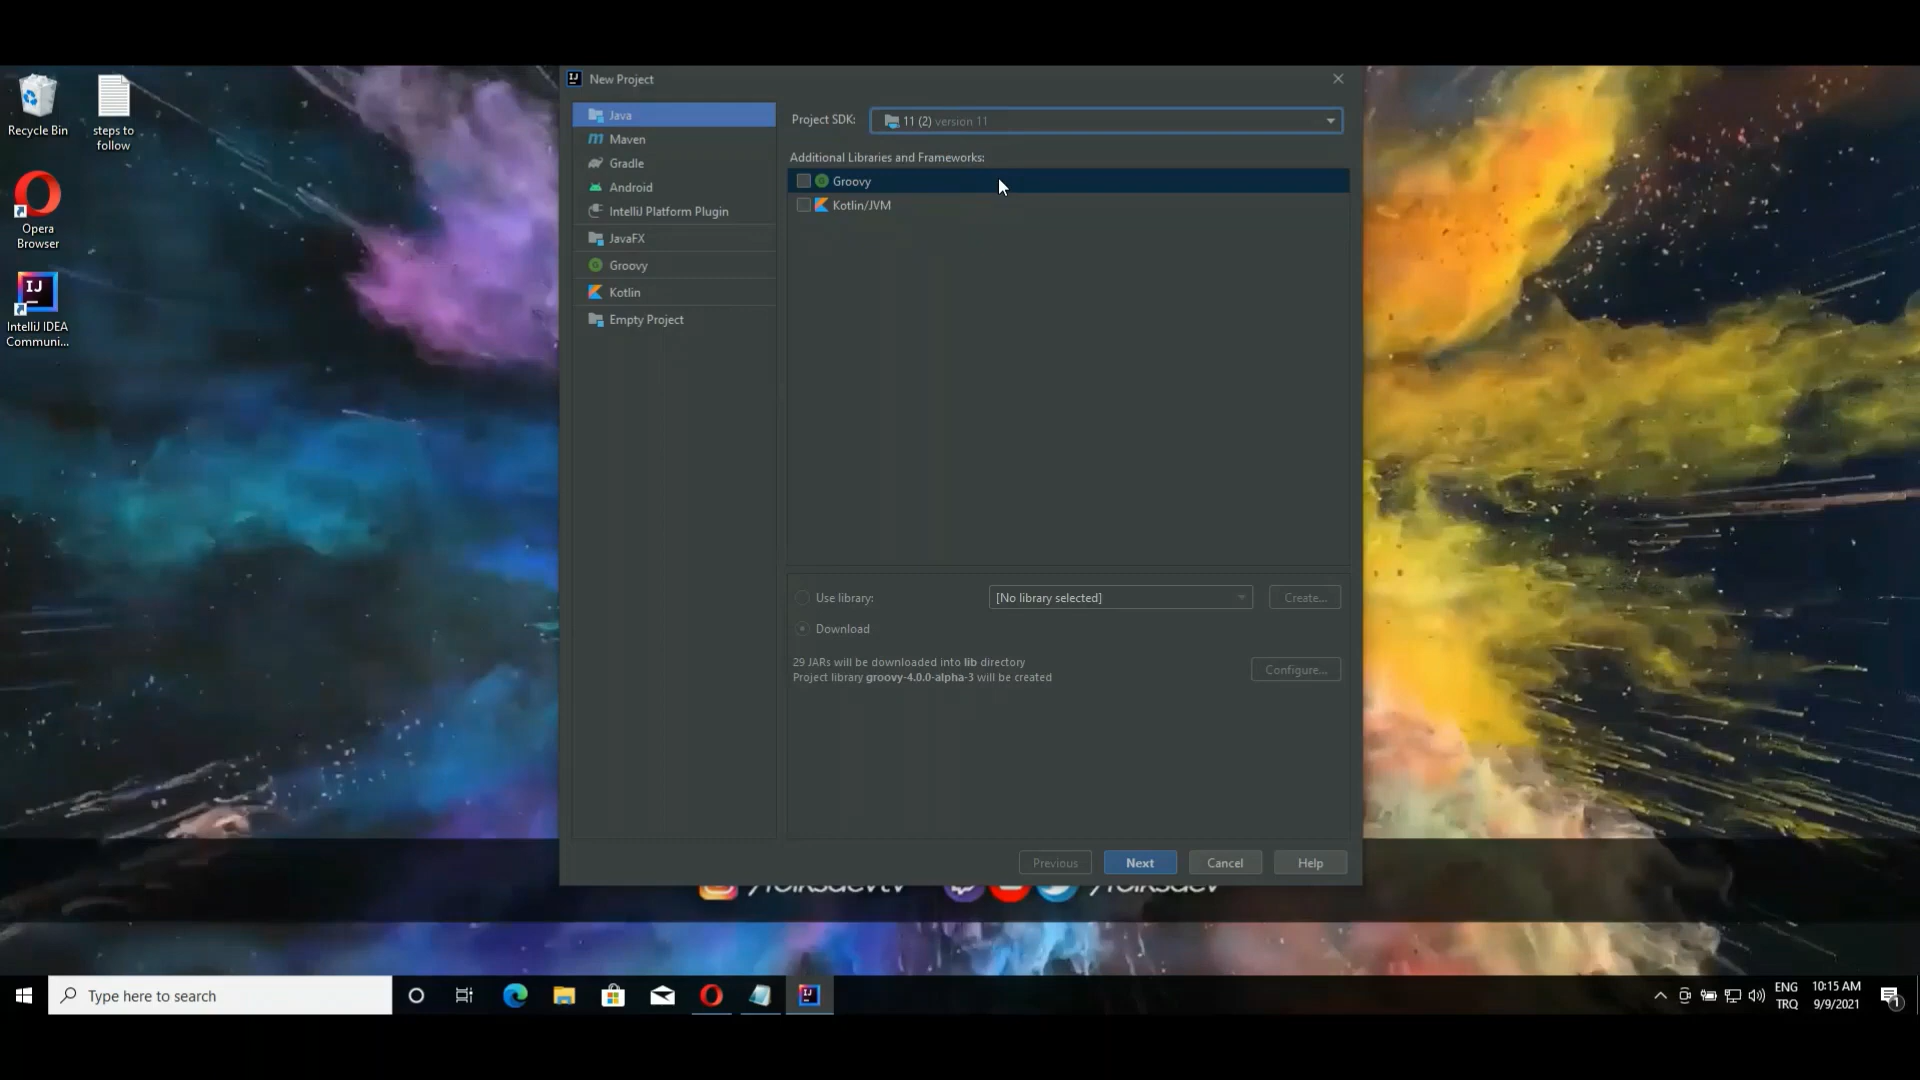 Recycle Bin
steps to
follow
Opera
Browser
IntelliJ IDEA
Communi...
New Project
Java
Maven
Gradle
Android
IntelliJ Platform Plugin
JavaFX
Groovy
Kotlin
Empty Project
Project SDK:
11 (2) version 11
Additional Libraries and Frameworks:
Groovy
Kotlin/JVM
Use library:
[No library selected]
Create...
Download
29 JARs will be downloaded into lib directory
Project library groovy-4.0.0-alpha-3 will be created
Configure...
Previous
Next
Cancel
Help
/folksdevtv
/folksdev
Type here to search
ENG
TRQ
10:15 AM
9/9/2021
1